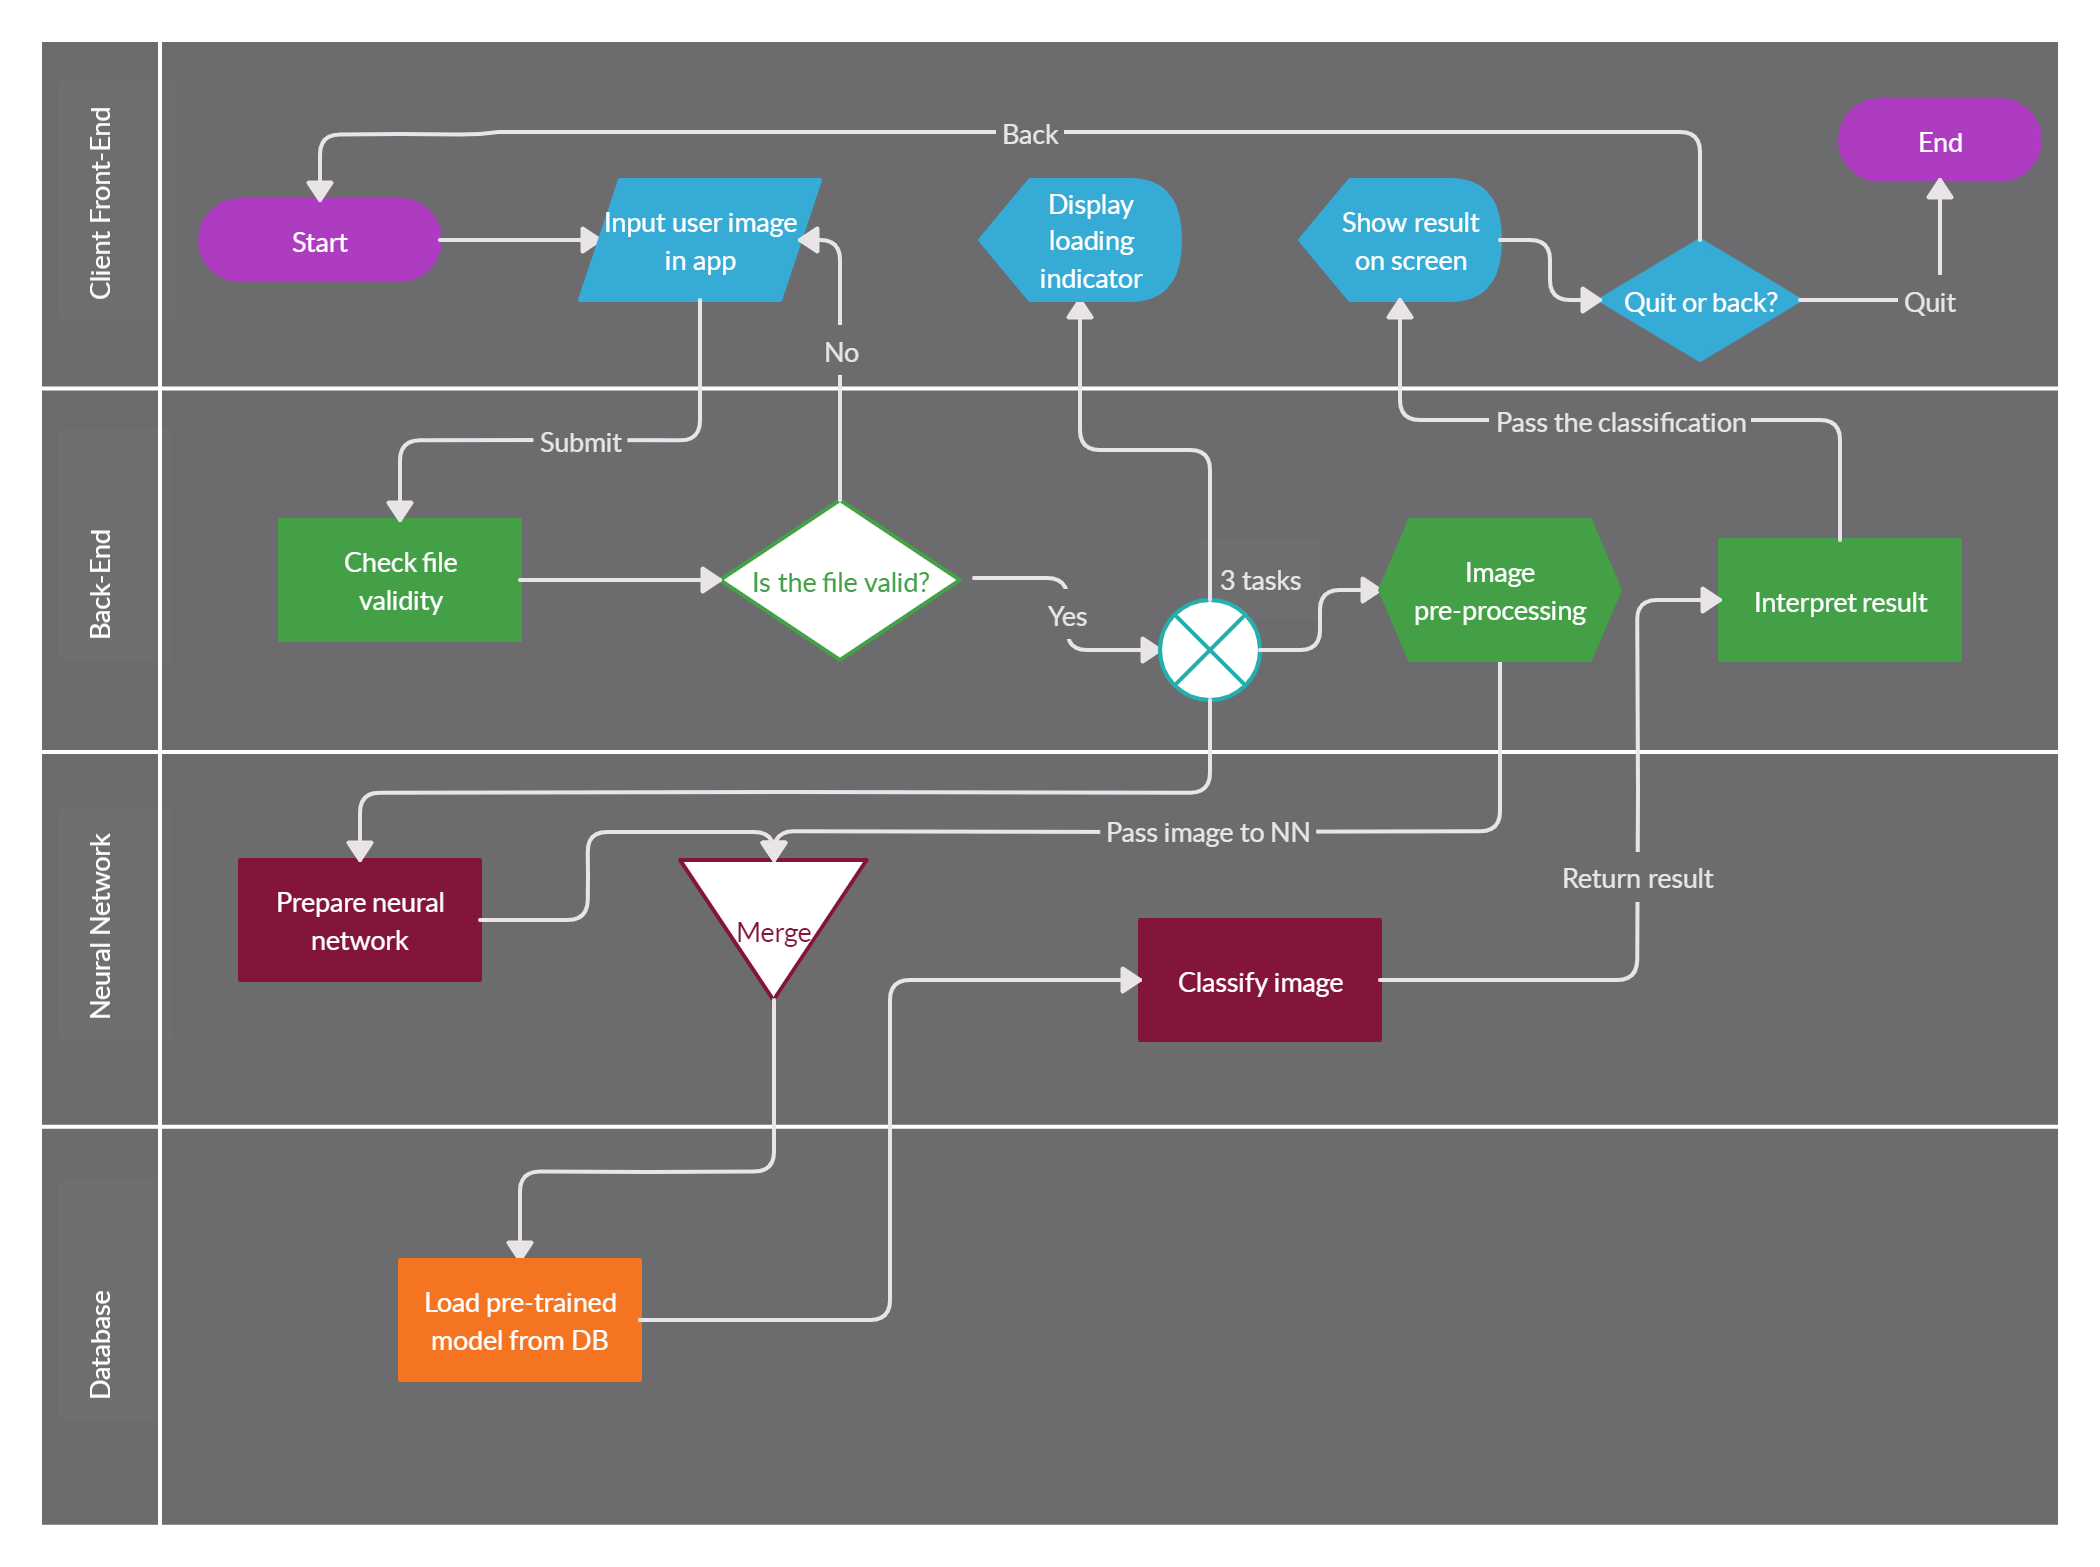 Client Front-End
Back
End
Start
Input user image
in app
Display
loading
indicator
Show result
on screen
Quit or back?
Quit
No
Back-End
Submit
Pass the classification
Check file
validity
Is the file valid?
Yes
3 tasks
Image
pre-processing
Interpret result
Neural Network
Pass image to NN
Return result
Prepare neural
network
Merge
Classify image
Database
Load pre-trained
model from DB